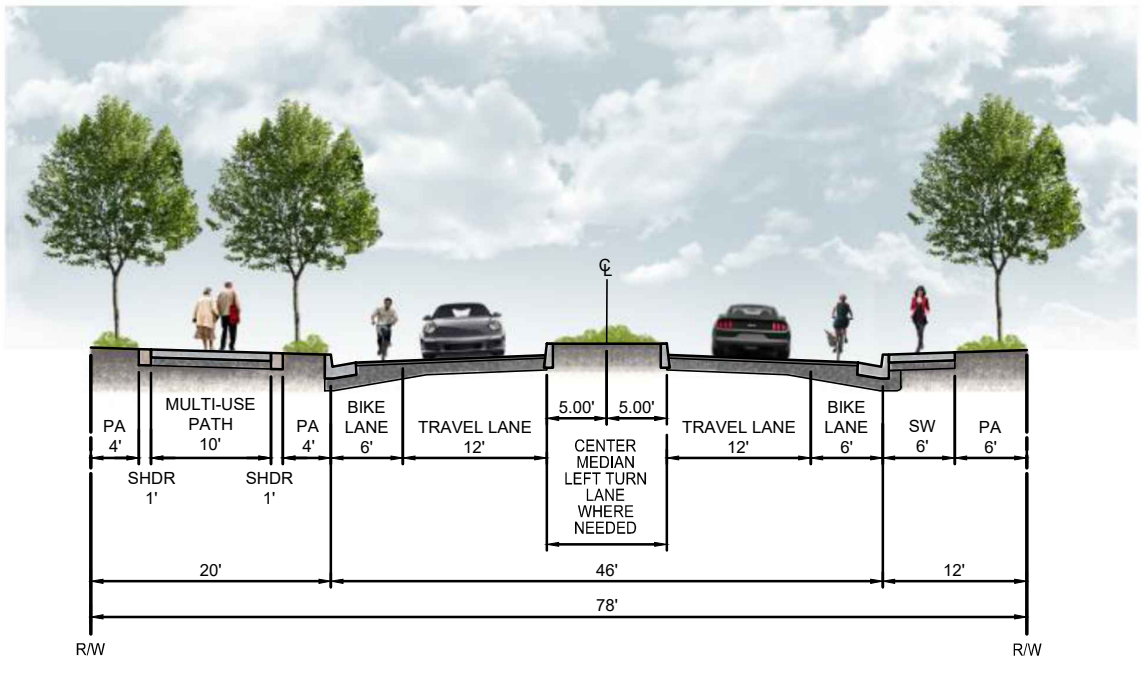 ℄
PA
4'
SHDR
1'
MULTI-USE
PATH
10'
SHDR
1'
PA
4'
BIKE
LANE
6'
TRAVEL LANE
12'
5.00' 5.00'
CENTER
MEDIAN
LEFT TURN
LANE
WHERE
NEEDED
TRAVEL LANE
12'
BIKE
LANE
6'
SW
6'
PA
6'
20' 46' 12'
78'
R/W R/W